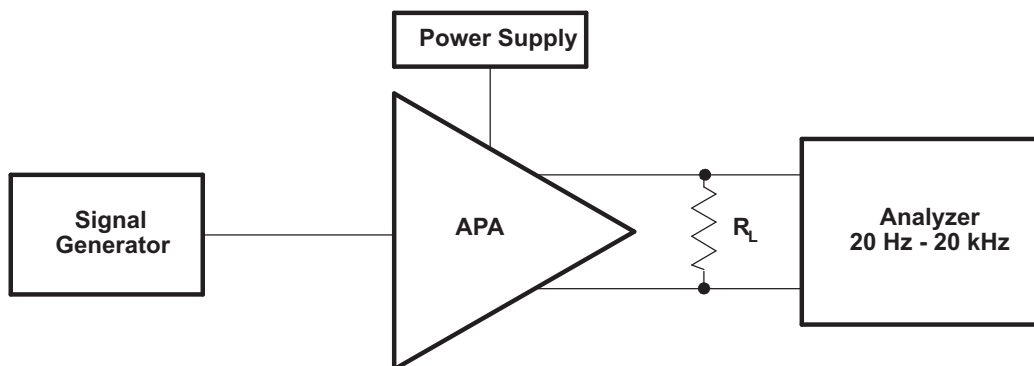 Power Supply
Signal
Generator
APA
RL
Analyzer
20 Hz - 20 kHz